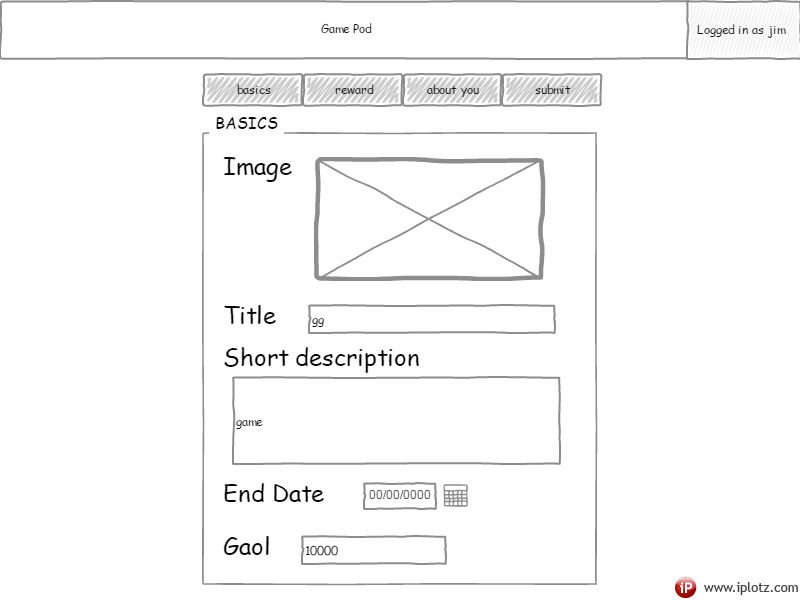 Game Pod
Logged in as jim
basics reward about you submit
BASICS
Image
Title
gg
Short description
game
End Date 00/00/0000
Gaol 10000
iP www.iplotz.com